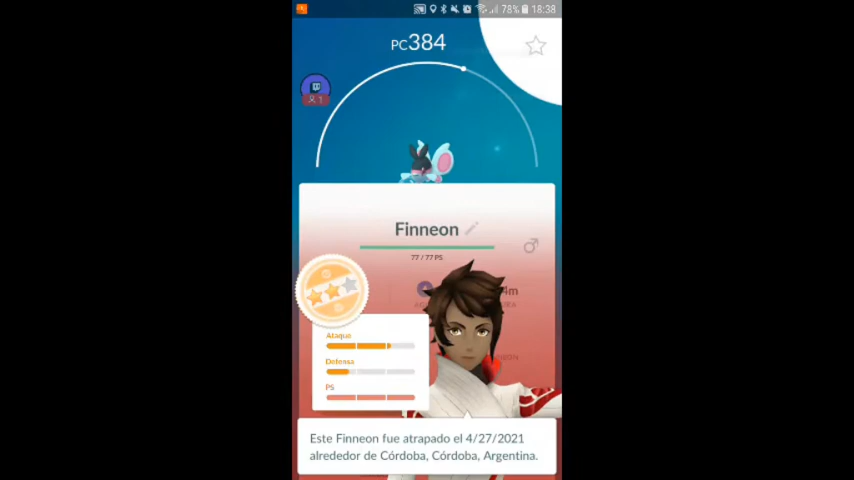 78% 18:38
PC384
1
Finneon
77 / 77 PS
Ataque
Defensa
PS
Este Finneon fue atrapado el 4/27/2021
alrededor de Córdoba, Córdoba, Argentina.